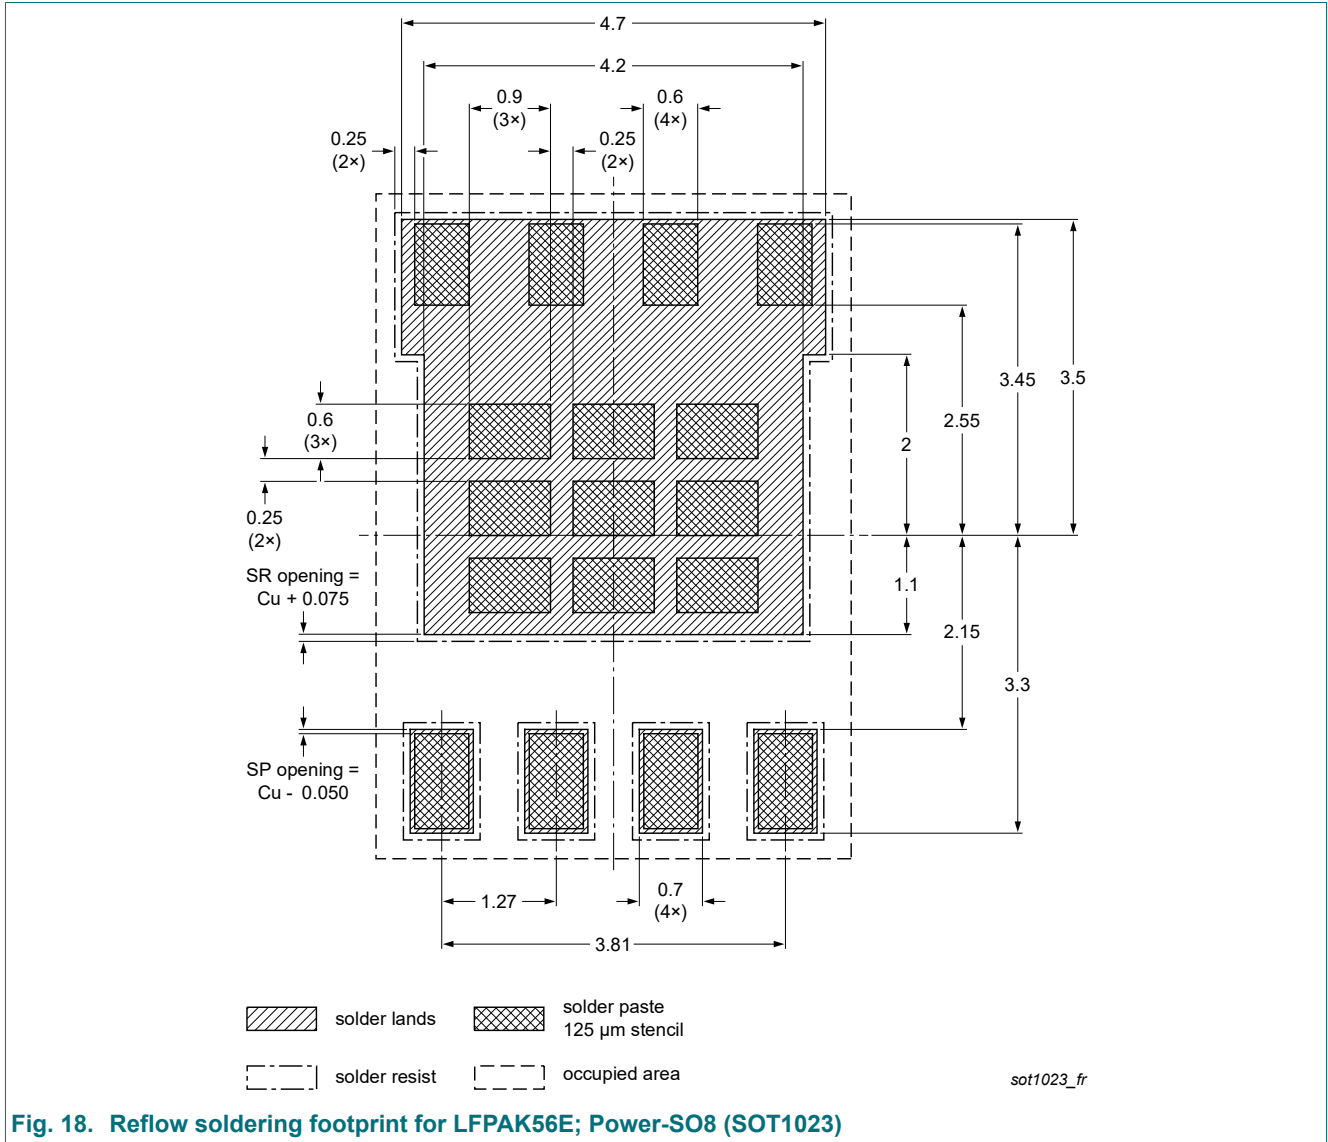 4.7
4.2
0.9
(3×)
0.6
(4×)
0.25
(2×)
0.25
(2×)
3.45
3.5
2.55
2
0.6
(3×)
0.25
(2×)
SR opening =
Cu + 0.075
1.1
2.15
3.3
SP opening =
Cu - 0.050
1.27
0.7
(4×)
3.81
solder lands
solder paste
125 µm stencil
solder resist
occupied area
sot1023_fr
Fig. 18. Reflow soldering footprint for LFPAK56E; Power-SO8 (SOT1023)